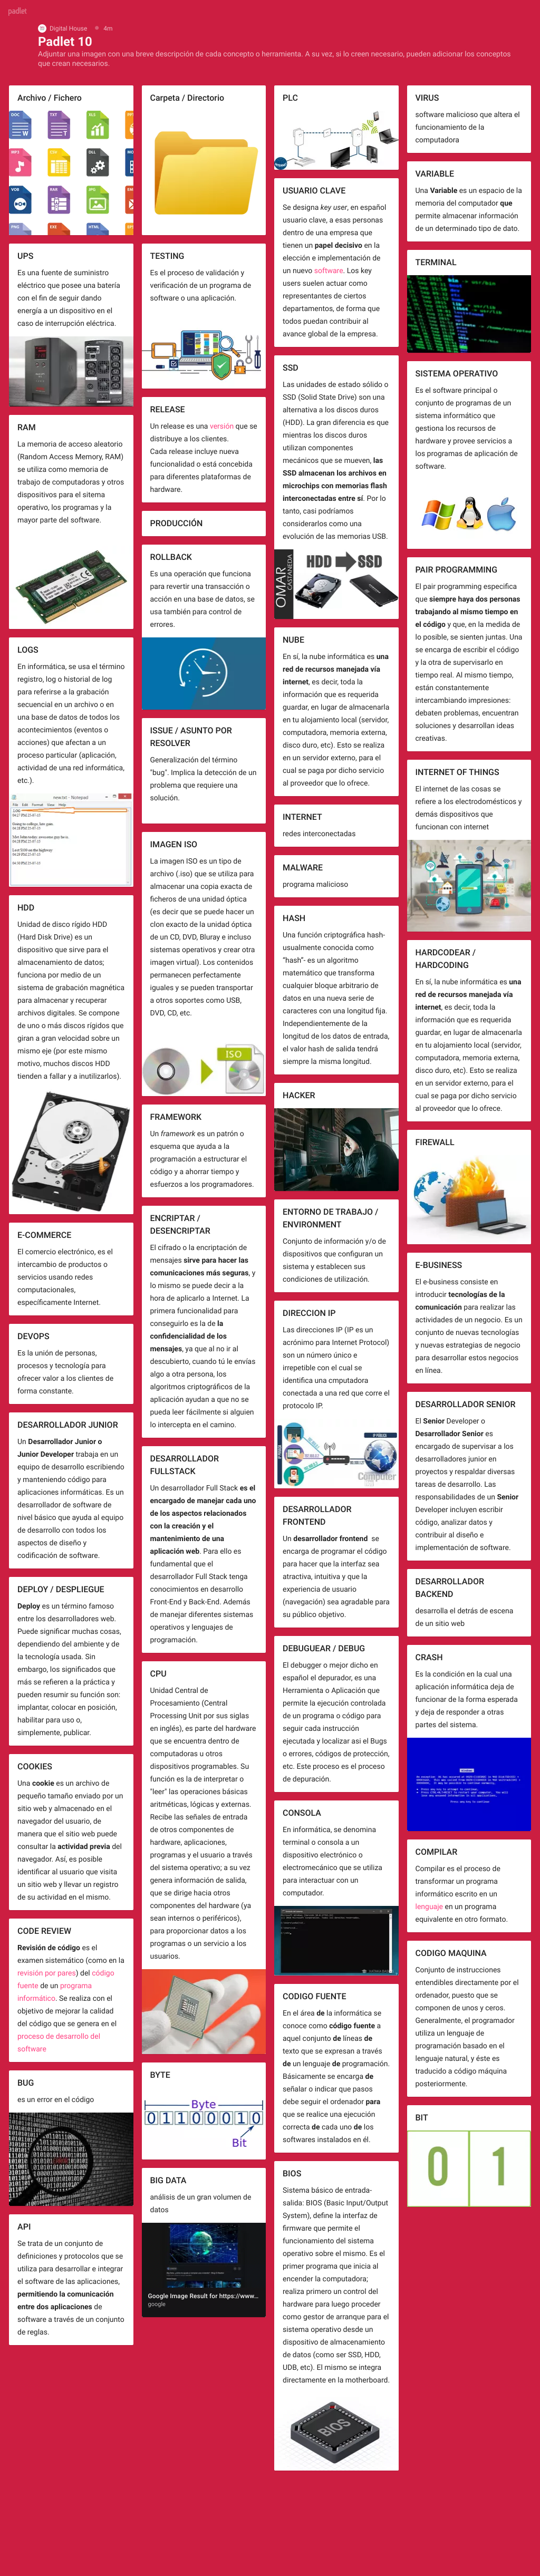 padlet
Digital House 4m
Padlet 10
Adjuntar una imagen con una breve descripción de cada concepto o herramienta. A su vez, si lo creen necesario, pueden adicionar los conceptos
que crean necesarios.
Archivo / Fichero
UPS
Es una fuente de suministro
eléctrico que posee una batería
con el fin de seguir dando
energía a un dispositivo en el
caso de interrupción eléctrica.
RAM
La memoria de acceso aleatorio
(Random Access Memory, RAM)
se utiliza como memoria de
trabajo de computadoras y otros
dispositivos para el sitema
operativo, los programas y la
mayor parte del software.
LOGS
En informática, se usa el término
registro, log o historial de log
para referirse a la grabación
secuencial en un archivo o en
una base de datos de todos los
acontecimientos (eventos o
acciones) que afectan a un
proceso particular (aplicación,
actividad de una red informática,
etc.).
HDD
Unidad de disco rígido HDD
(Hard Disk Drive) es un
dispositivo que sirve para el
almacenamiento de datos;
funciona por medio de un
sistema de grabación magnética
para almacenar y recuperar
archivos digitales. Se compone
de uno o más discos rígidos que
giran a gran velocidad sobre un
mismo eje (por este mismo
motivo, muchos discos HDD
tienden a fallar y a inutilizarlos).
E-COMMERCE
El comercio electrónico, es el
intercambio de productos o
servicios usando redes
computacionales,
específicamente Internet.
DEVOPS
Es la unión de personas,
procesos y tecnología para
ofrecer valor a los clientes de
forma constante.
DESARROLLADOR JUNIOR
Un Desarrollador Junior o
Junior Developer trabaja en un
equipo de desarrollo escribiendo
y manteniendo código para
aplicaciones informáticas. Es un
desarrollador de software de
nivel básico que ayuda al equipo
de desarrollo con todos los
aspectos de diseño y
codificación de software.
DEPLOY / DESPLIEGUE
Deploy es un término famoso
entre los desarrolladores web.
Puede significar muchas cosas,
dependiendo del ambiente y de
la tecnología usada. Sin
embargo, los significados que
más se refieren a la práctica y
pueden resumir su función son:
implantar, colocar en posición,
habilitar para uso o,
simplemente, publicar.
COOKIES
Una cookie es un archivo de
pequeño tamaño enviado por un
sitio web y almacenado en el
navegador del usuario, de
manera que el sitio web puede
consultar la actividad previa del
navegador. Así, es posible
identificar al usuario que visita
un sitio web y llevar un registro
de su actividad en el mismo.
CODE REVIEW
Revisión de código es el
examen sistemático (como en la
revisión por pares) del código
fuente de un programa
informático. Se realiza con el
objetivo de mejorar la calidad
del código que se genera en el
proceso de desarrollo del
software
BUG
es un error en el código
API
Se trata de un conjunto de
definiciones y protocolos que se
utiliza para desarrollar e integrar
el software de las aplicaciones,
permitiendo la comunicación
entre dos aplicaciones de
software a través de un conjunto
de reglas.
Carpeta / Directorio
TESTING
Es el proceso de validación y
verificación de un programa de
software o una aplicación.
RELEASE
Un release es una versión que se
distribuye a los clientes.
Cada release incluye nueva
funcionalidad o está concebida
para diferentes plataformas de
hardware.
PRODUCCIÓN
ROLLBACK
Es una operación que funciona
para revertir una transacción o
acción en una base de datos, se
usa también para control de
errores.
ISSUE / ASUNTO POR
RESOLVER
Generalización del término
"bug". Implica la detección de un
problema que requiere una
solución.
IMAGEN ISO
La imagen ISO es un tipo de
archivo (.iso) que se utiliza para
almacenar una copia exacta de
ficheros de una unidad óptica
(es decir que se puede hacer un
clon exacto de la unidad óptica
de un CD, DVD, Bluray e incluso
sistemas operativos y crear otra
imagen virtual). Los contenidos
permanecen perfectamente
iguales y se pueden transportar
a otros soportes como USB,
DVD, CD, etc.
ISO
FRAMEWORK
Un framework es un patrón o
esquema que ayuda a la
programación a estructurar el
código y a ahorrar tiempo y
esfuerzos a los programadores.
ENCRIPTAR /
DESENCRIPTAR
El cifrado o la encriptación de
mensajes sirve para hacer las
comunicaciones más seguras, y
lo mismo se puede decir a la
hora de aplicarlo a Internet. La
primera funcionalidad para
conseguirlo es la de la
confidencialidad de los
mensajes, ya que al no ir al
descubierto, cuando tú le envías
algo a otra persona, los
algoritmos criptográficos de la
aplicación ayudan a que no se
pueda leer fácilmente si alguien
lo intercepta en el camino.
DESARROLLADOR
FULLSTACK
Un desarrollador Full Stack es el
encargado de manejar cada uno
de los aspectos relacionados
con la creación y el
mantenimiento de una
aplicación web. Para ello es
fundamental que el
desarrollador Full Stack tenga
conocimientos en desarrollo
Front-End y Back-End. Además
de manejar diferentes sistemas
operativos y lenguajes de
programación.
CPU
Unidad Central de
Procesamiento (Central
Processing Unit por sus siglas
en inglés), es parte del hardware
que se encuentra dentro de
computadoras u otros
dispositivos programables. Su
función es la de interpretar o
"leer" las operaciones básicas
aritméticas, lógicas y externas.
Recibe las señales de entrada
de otros componentes de
hardware, aplicaciones,
programas y el usuario a través
del sistema operativo; a su vez
genera información de salida,
que se dirige hacia otros
componentes del hardware (ya
sean internos o periféricos),
para proporcionar datos a los
programas o un servicio a los
usuarios.
BYTE
Byte
01100010
Bit
BIG DATA
análisis de un gran volumen de
datos
Google Image Result for https://www...
google
PLC
USUARIO CLAVE
Se designa key user, en español
usuario clave, a esas personas
dentro de una empresa que
tienen un papel decisivo en la
elección e implementación de
un nuevo software. Los key
users suelen actuar como
representantes de ciertos
departamentos, de forma que
todos puedan contribuir al
avance global de la empresa.
SSD
Las unidades de estado sólido o
SSD (Solid State Drive) son una
alternativa a los discos duros
(HDD). La gran diferencia es que
mientras los discos duros
utilizan componentes
mecánicos que se mueven, las
SSD almacenan los archivos en
microchips con memorias flash
interconectadas entre sí. Por lo
tanto, casi podríamos
considerarlos como una
evolución de las memorias USB.
OMAR
CASTAÑEDA
HDD SSD
NUBE
En sí, la nube informática es una
red de recursos manejada vía
internet, es decir, toda la
información que es requerida
guardar, en lugar de almacenarla
en tu alojamiento local (servidor,
computadora, memoria externa,
disco duro, etc). Esto se realiza
en un servidor externo, para el
cual se paga por dicho servicio
al proveedor que lo ofrece.
INTERNET
redes interconectadas
MALWARE
programa malicioso
HASH
Una función criptográfica hash-
usualmente conocida como
"hash"- es un algoritmo
matemático que transforma
cualquier bloque arbitrario de
datos en una nueva serie de
caracteres con una longitud fija.
Independientemente de la
longitud de los datos de entrada,
el valor hash de salida tendrá
siempre la misma longitud.
HACKER
ENTORNO DE TRABAJO /
ENVIRONMENT
Conjunto de información y/o de
dispositivos que configuran un
sistema y establecen sus
condiciones de utilización.
DIRECCION IP
Las direcciones IP (IP es un
acrónimo para Internet Protocol)
son un número único e
irrepetible con el cual se
identifica una cmputadora
conectada a una red que corre el
protocolo IP.
DESARROLLADOR
FRONTEND
Un desarrollador frontend se
encarga de programar el código
para hacer que la interfaz sea
atractiva, intuitiva y que la
experiencia de usuario
(navegación) sea agradable para
su público objetivo.
DEBUGUEAR / DEBUG
El debugger o mejor dicho en
español el depurador, es una
Herramienta o Aplicación que
permite la ejecución controlada
de un programa o código para
seguir cada instrucción
ejecutada y localizar asi el Bugs
o errores, códigos de protección,
etc. Este proceso es el proceso
de depuración.
CONSOLA
En informática, se denomina
terminal o consola a un
dispositivo electrónico o
electromecánico que se utiliza
para interactuar con un
computador.
CODIGO FUENTE
En el área de la informática se
conoce como código fuente a
aquel conjunto de líneas de
texto que se expresan a través
de un lenguaje de programación.
Básicamente se encarga de
señalar o indicar que pasos
debe seguir el ordenador para
que se realice una ejecución
correcta de cada uno de los
softwares instalados en él.
BIOS
Sistema básico de entrada-
salida: BIOS (Basic Input/Output
System), define la interfaz de
firmware que permite el
funcionamiento del sistema
operativo sobre el mismo. Es el
primer programa que inicia al
encender la computadora;
realiza primero un control del
hardware para luego proceder
como gestor de arranque para el
sistema operativo desde un
dispositivo de almacenamiento
de datos (como ser SSD, HDD,
UDB, etc). El mismo se integra
directamente en la motherboard.
BIOS
VIRUS
software malicioso que altera el
funcionamiento de la
computadora
VARIABLE
Una Variable es un espacio de la
memoria del computador que
permite almacenar información
de un determinado tipo de dato.
TERMINAL
SISTEMA OPERATIVO
Es el software principal o
conjunto de programas de un
sistema informático que
gestiona los recursos de
hardware y provee servicios a
los programas de aplicación de
software.
PAIR PROGRAMMING
El pair programming especifica
que siempre haya dos personas
trabajando al mismo tiempo en
el código y que, en la medida de
lo posible, se sienten juntas. Una
se encarga de escribir el código
y la otra de supervisarlo en
tiempo real. Al mismo tiempo,
están constantemente
intercambiando impresiones:
debaten problemas, encuentran
soluciones y desarrollan ideas
creativas.
INTERNET OF THINGS
El internet de las cosas se
refiere a los electrodomésticos y
demás dispositivos que
funcionan con internet
HARDCODEAR /
HARDCODING
En sí, la nube informática es una
red de recursos manejada vía
internet, es decir, toda la
información que es requerida
guardar, en lugar de almacenarla
en tu alojamiento local (servidor,
computadora, memoria externa,
disco duro, etc). Esto se realiza
en un servidor externo, para el
cual se paga por dicho servicio
al proveedor que lo ofrece.
FIREWALL
E-BUSINESS
El e-business consiste en
introducir tecnologías de la
comunicación para realizar las
actividades de un negocio. Es un
conjunto de nuevas tecnologías
y nuevas estrategias de negocio
para desarrollar estos negocios
en línea.
DESARROLLADOR SENIOR
El Senior Developer o
Desarrollador Senior es
encargado de supervisar a los
desarrolladores junior en
proyectos y respaldar diversas
tareas de desarrollo. Las
responsabilidades de un Senior
Developer incluyen escribir
código, analizar datos y
contribuir al diseño e
implementación de software.
DESARROLLADOR
BACKEND
desarrolla el detrás de escena
de un sitio web
CRASH
Es la condición en la cual una
aplicación informática deja de
funcionar de la forma esperada
y deja de responder a otras
partes del sistema.
COMPILAR
Compilar es el proceso de
transformar un programa
informático escrito en un
lenguaje en un programa
equivalente en otro formato.
CODIGO MAQUINA
Conjunto de instrucciones
entendibles directamente por el
ordenador, puesto que se
componen de unos y ceros.
Generalmente, el programador
utiliza un lenguaje de
programación basado en el
lenguaje natural, y éste es
traducido a código máquina
posteriormente.
BIT
0 1